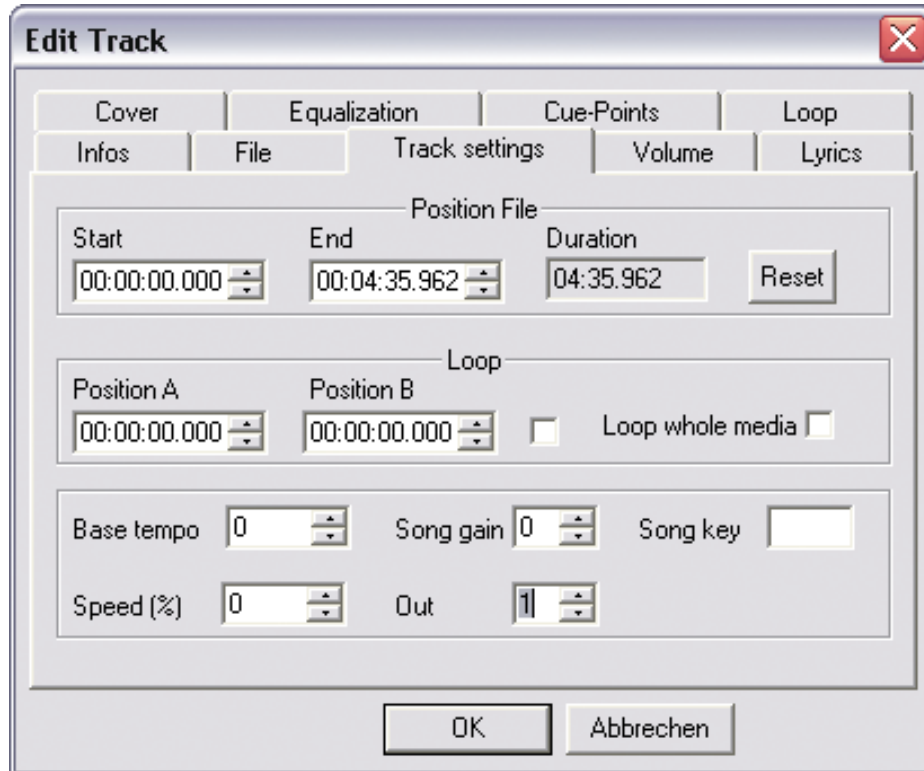 Edit Track
Cover Equalization Cue-Points Loop
Infos File Track settings Volume Lyrics
Position File
Start End Duration
00:00:00.000 00:04:35.962 04:35.962 Reset
Loop
Position A Position B
00:00:00.000 00:00:00.000 Loop whole media
Base tempo 0 Song gain 0 Song key
Speed (%) 0 Out 1
OK Abbrechen